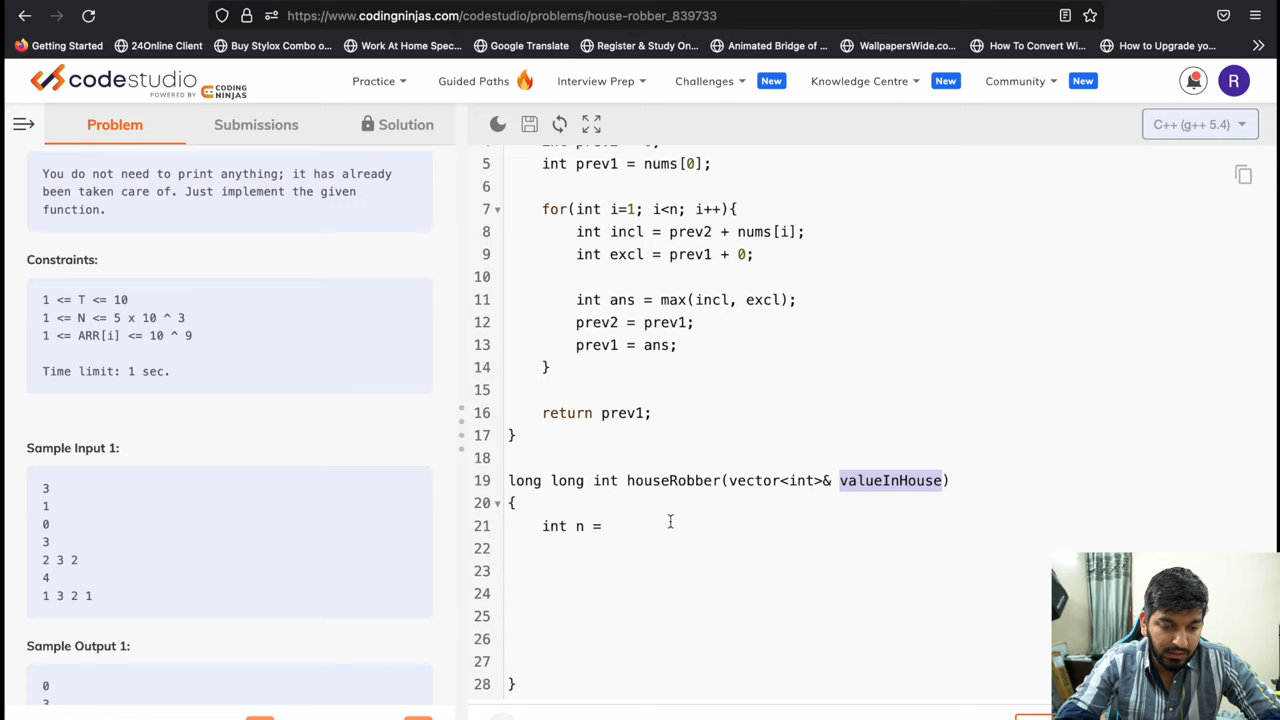 https://www.codingninjas.com/codestudio/problems/house-robber_839733
Getting Started
24Online Client
Buy Stylox Combo o...
Work At Home Spec...
Google Translate
Register & Study On...
Animated Bridge of ...
WallpapersWide.co...
How To Convert Wi...
How to Upgrade yo...
codestudio
POWERED BY CODING NINJAS
Practice
Guided Paths
Interview Prep
Challenges
New
Knowledge Centre
New
Community
New
R
Problem
Submissions
Solution
C++ (g++ 5.4)
You do not need to print anything; it has already
been taken care of. Just implement the given
function.
Constraints:
1 <= T <= 10
1 <= N <= 5 x 10 ^ 3
1 <= ARR[i] <= 10 ^ 9
Time limit: 1 sec.
Sample Input 1:
3
1
0
3
2 3 2
4
1 3 2 1
Sample Output 1:
0
3
5 int prev1 = nums[0];
6
7 for(int i=1; i<n; i++){
8 int incl = prev2 + nums[i];
9 int excl = prev1 + 0;
10
11 int ans = max(incl, excl);
12 prev2 = prev1;
13 prev1 = ans;
14 }
15
16 return prev1;
17 }
18
19 long long int houseRobber(vector<int>& valueInHouse)
20 {
21 int n =
22
23
24
25
26
27
28 }